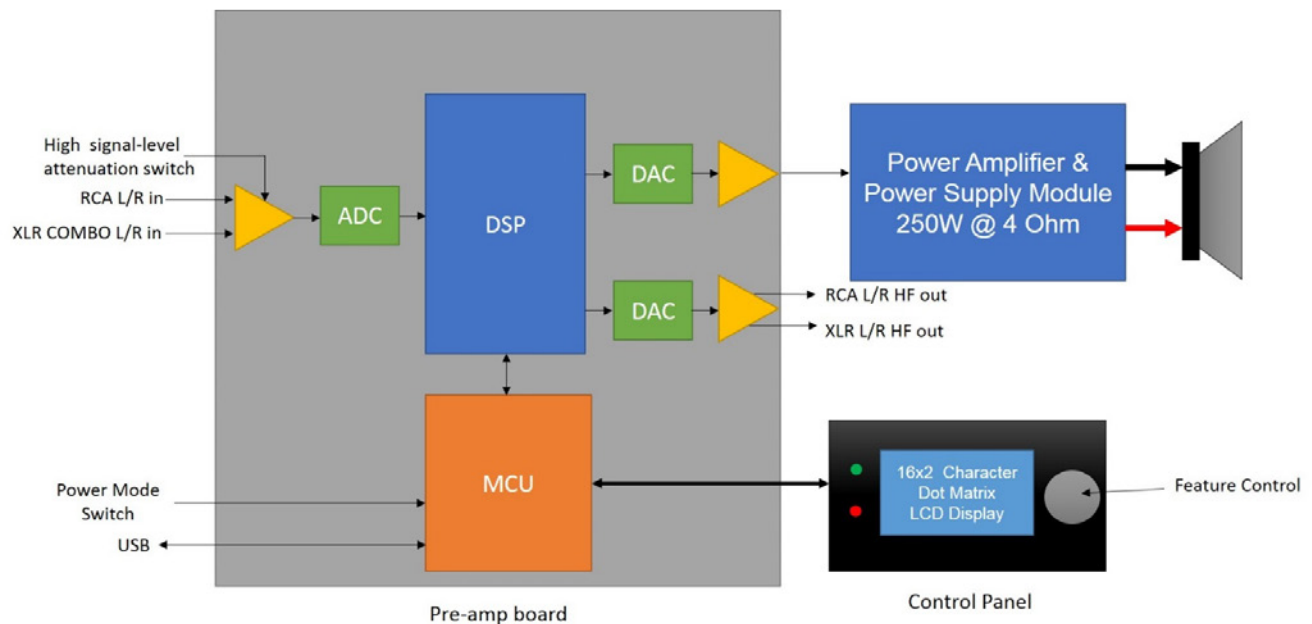 High signal-level
attenuation switch
RCA L/R in
XLR COMBO L/R in
ADC
DSP
DAC
DAC
Power Amplifier &
Power Supply Module
250W @ 4 Ohm
RCA L/R HF out
XLR L/R HF out
Power Mode
Switch
USB
MCU
16x2 Character
Dot Matrix
LCD Display
Feature Control
Pre-amp board
Control Panel